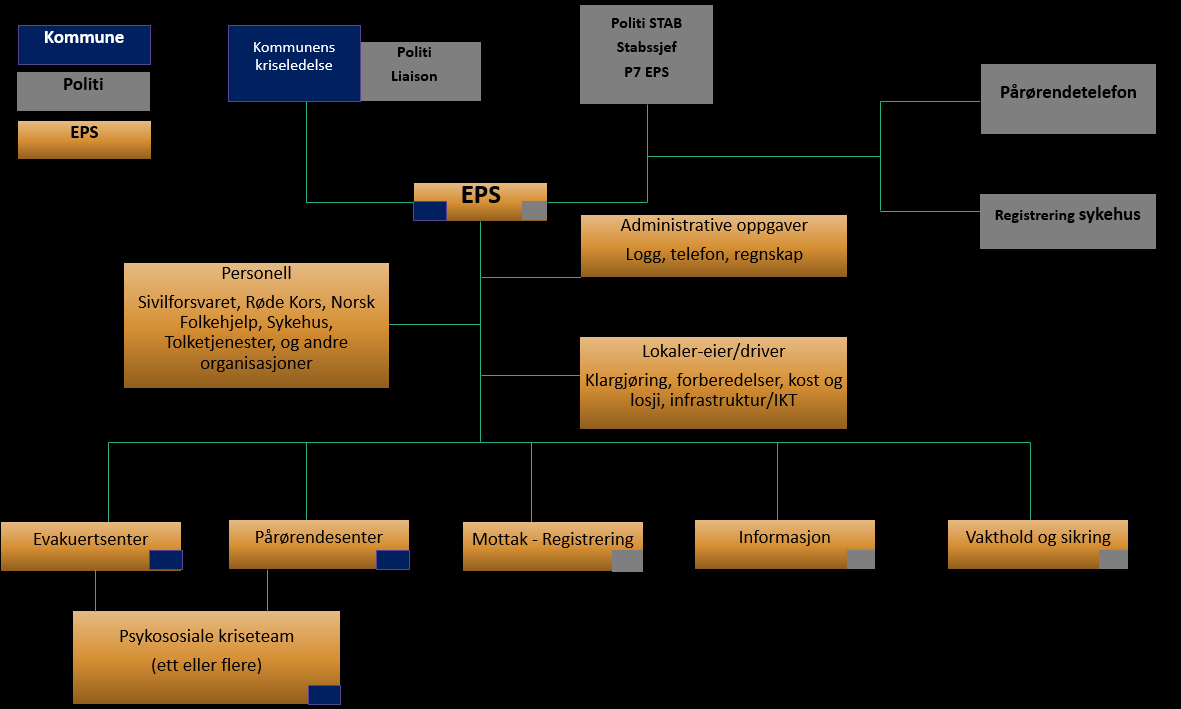 Kommune
Politi
EPS
Kommunens
kriseledelse
Politi
Liaison
Politi STAB
Stabssjef
P7 EPS
Pårørendetelefon
Registrering sykehus
EPS
Administrative oppgaver
Logg, telefon, regnskap
Personell
Sivilforsvaret, Røde Kors, Norsk
Folkehjelp, Sykehus,
Tolketjenester, og andre
organisasjoner
Lokaler-eier/driver
Klargjøring, forberedelser, kost og
losji, infrastruktur/IKT
Evakuertsenter
Pårørendesenter
Mottak - Registrering
Informasjon
Vakthold og sikring
Psykososiale kriseteam
(ett eller flere)